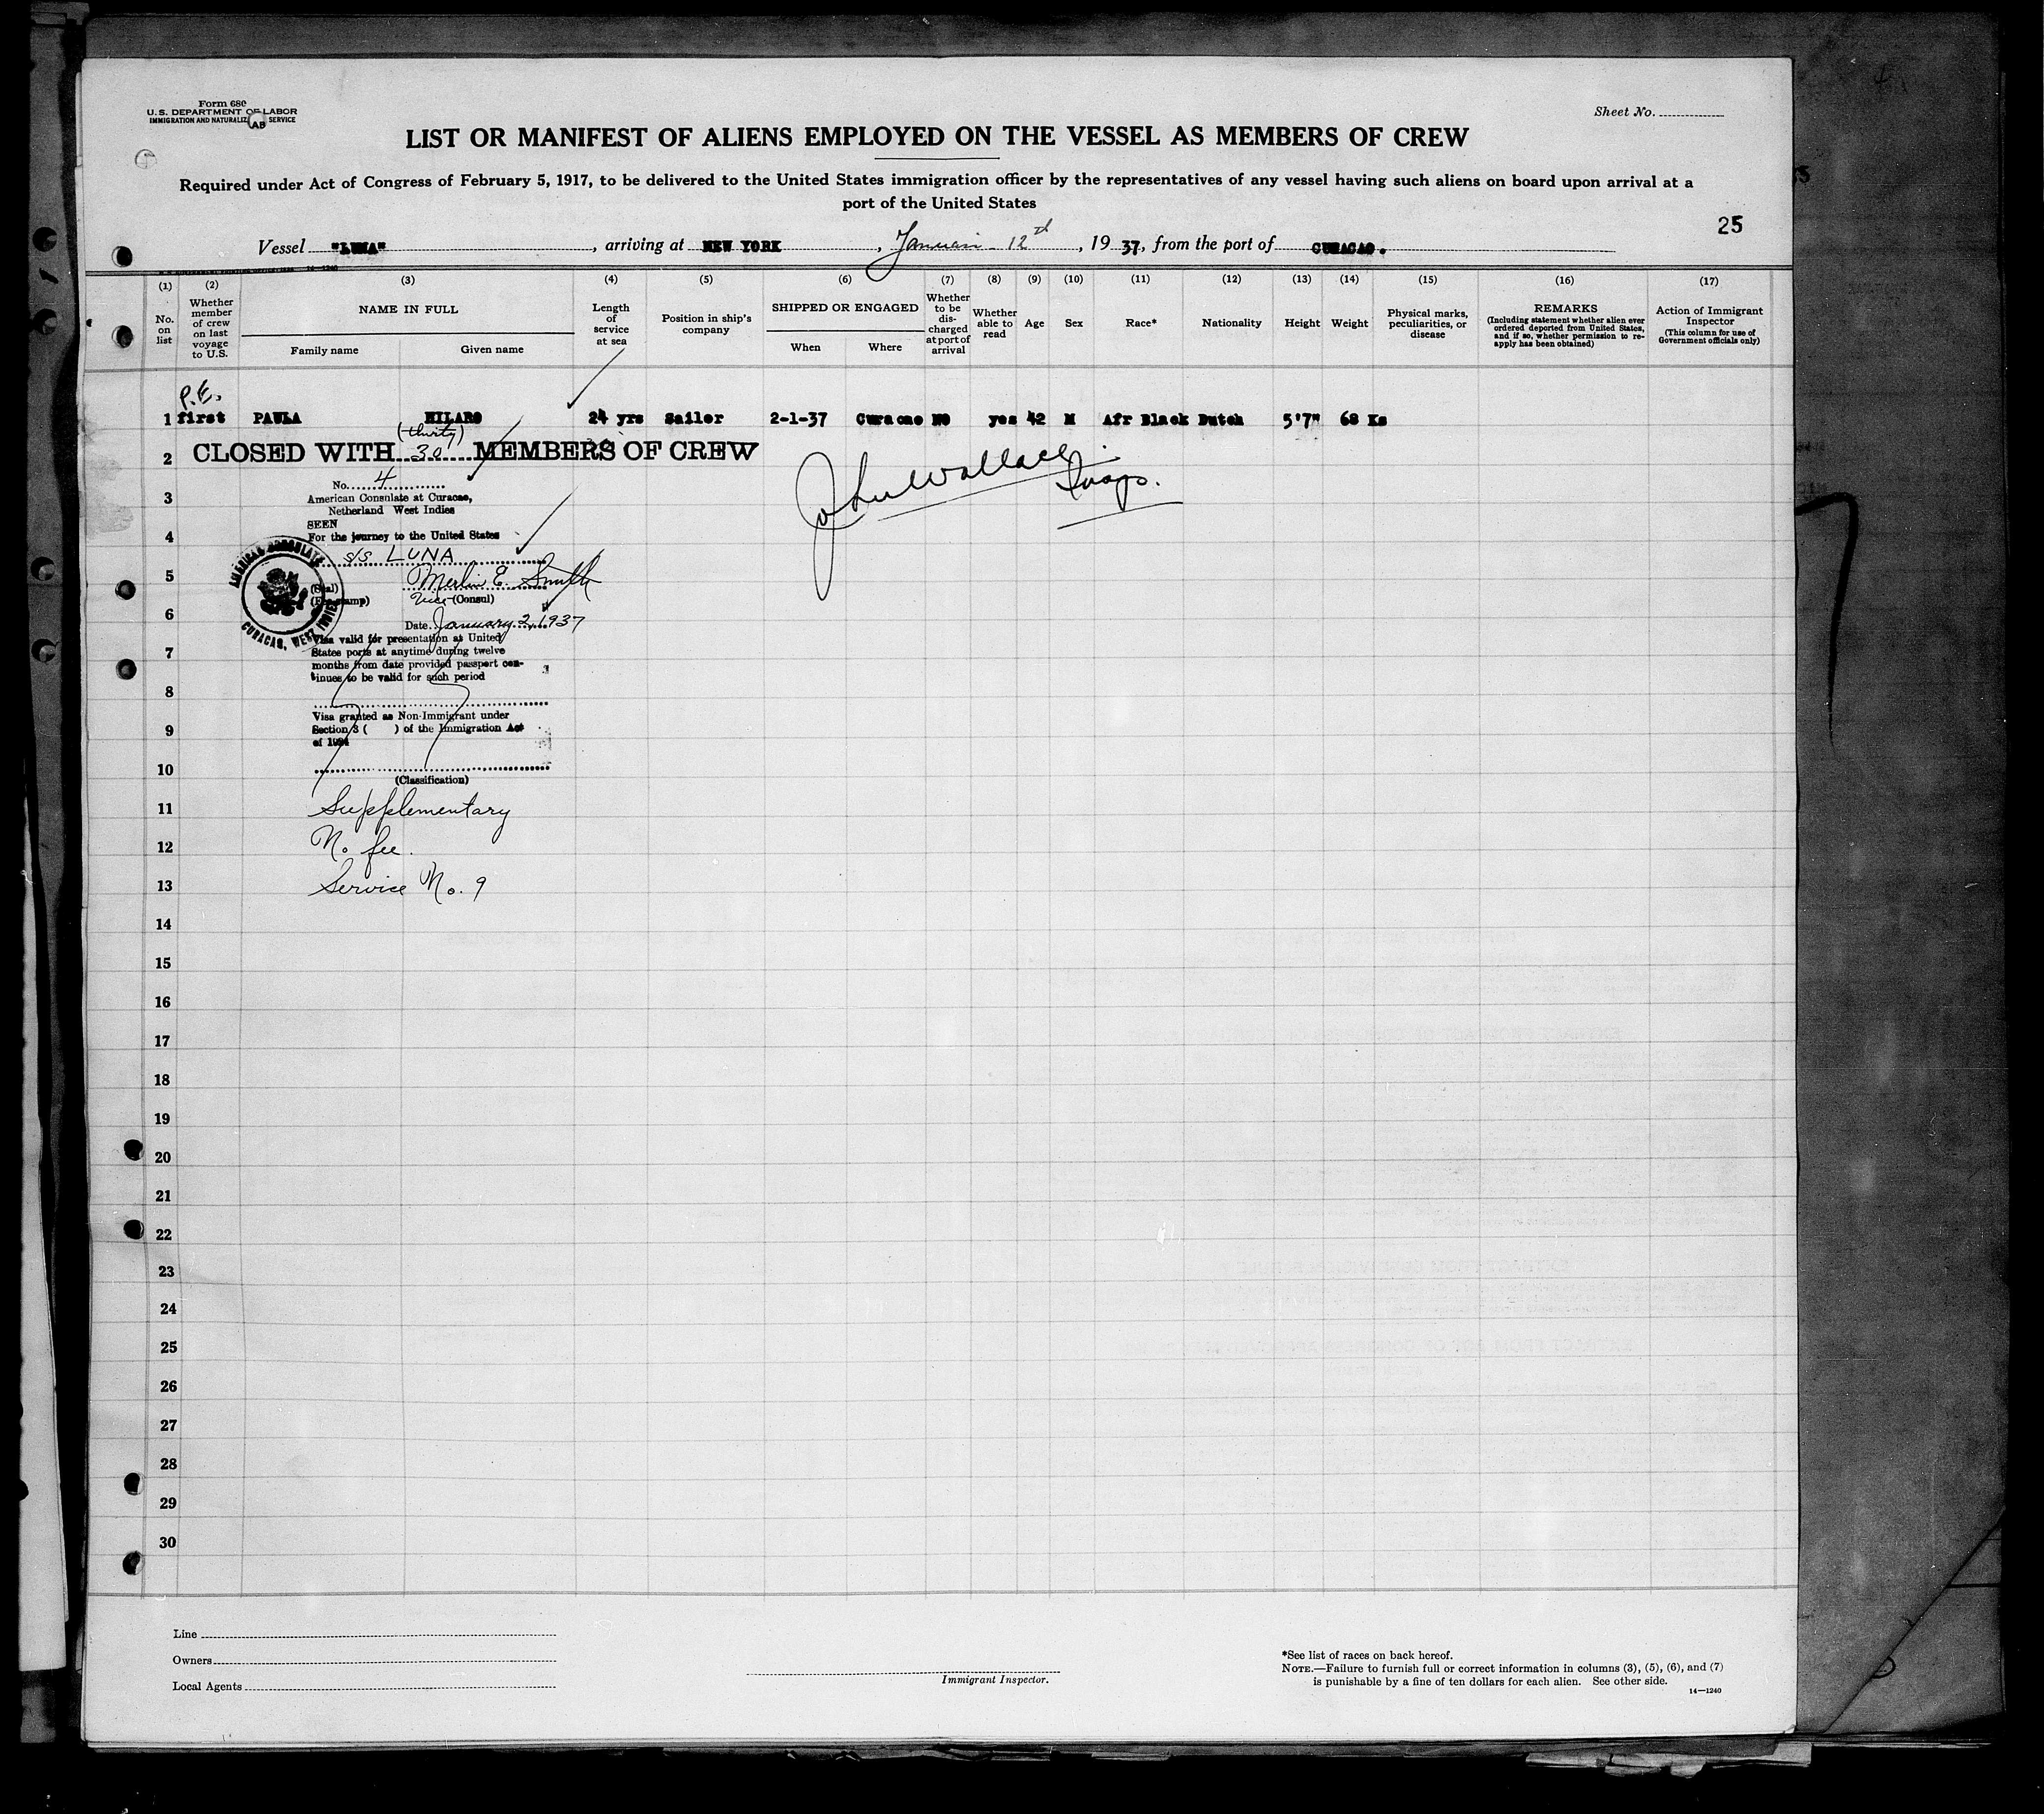 Form 680
U.S. DEPARTMENT OF LABOR
IMMIGRATION AND NATURALIZ SERVICE
AB
Sheet No.
LIST OR MANIFEST OF ALIENS EMPLOYED ON THE VESSEL AS MEMBERS OF CREW
Required under Act of Congress of February 5, 1917, to be delivered to the United States immigration officer by the representatives of any vessel having such aliens on board upon arrival at a
port of the United States
25
Vessel "LUNA", arriving at NEW YORK, Januari 12d, 1937, from the port of CURACAO.
(1) (2) (3) (4) (5) (6) (7) (8) (9) (10) (11) (12) (13) (14) (15) (16) (17)
No. on list
Whether member of crew on last voyage to U.S.
NAME IN FULL
Family name
Given name
Length of service at sea
Position in ship's company
SHIPPED OR ENGAGED
When
Where
Whether to be discharged at port of arrival
Whether able to read
Age
Sex
Race*
Nationality
Height
Weight
Physical marks, peculiarities, or disease
REMARKS
(Including statement whether alien ever ordered deported from United States, and if so, whether permission to reapply has been obtained)
Action of Immigrant Inspector
(This column for use of Government officials only)
P.E.
1 first PAULA HILARO 24 yrs Sailor 2-1-37 Curacao NO yes 42 M Afr Black Dutch 5'7" 68 Ks
(thirty)
2 CLOSED WITH 30 MEMBERS OF CREW
John Wallace
Insp.
No. 4
3 American Consulate at Curacao,
Netherland West Indies
SEEN
4 For the journey to the United States
S/S LUNA
5 Merlin E. Smith
(Seal)
(Fee stamp) Vice (Consul)
AMERICAN CONSULATE
CURACAO, WEST INDIES
6 Date January 2, 1937
Visa valid for presentation at United
7 States ports at anytime during twelve
months from date provided passport con-
tinues to be valid for such period
8
Visa granted as Non-Immigrant under
9 Section 3 ( ) of the Immigration Act
of 1924
10
(Classification)
11 Supplementary
12 No fee.
13 Service No. 9
14
15
16
17
18
19
20
21
22
23
24
25
26
27
28
29
30
Line
Owners
Local Agents
Immigrant Inspector.
*See list of races on back hereof.
NOTE.—Failure to furnish full or correct information in columns (3), (5), (6), and (7)
is punishable by a fine of ten dollars for each alien. See other side.
14—1240